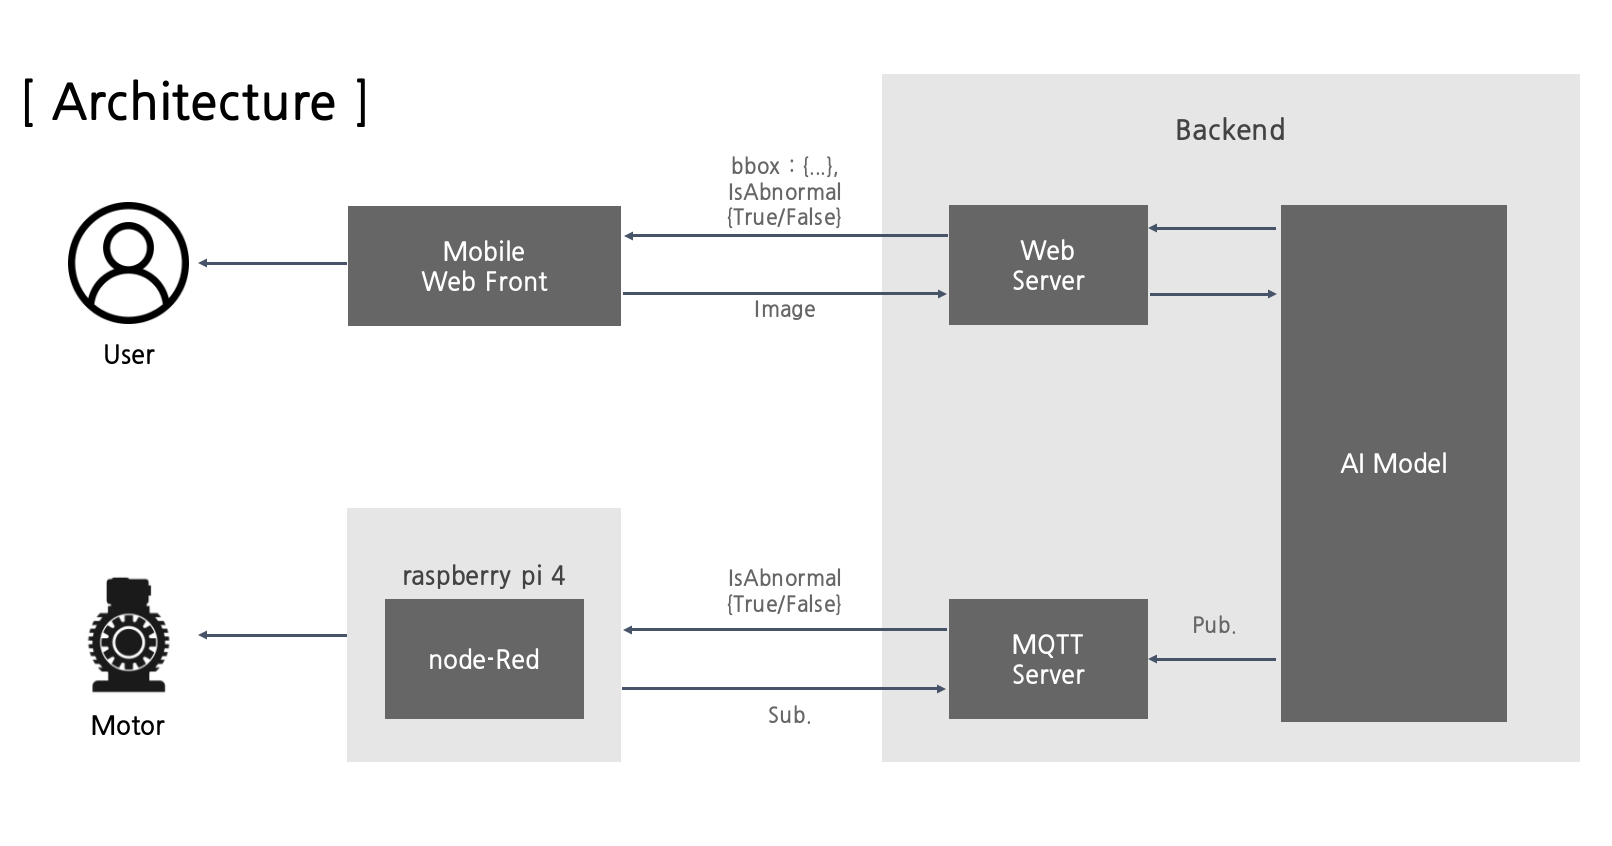 [ Architecture ]
Backend
bbox : {...},
IsAbnormal
{True/False}
Mobile
Web Front
Web
Server
Image
User
AI Model
raspberry pi 4
node-Red
IsAbnormal
{True/False}
MQTT
Server
Pub.
Sub.
Motor